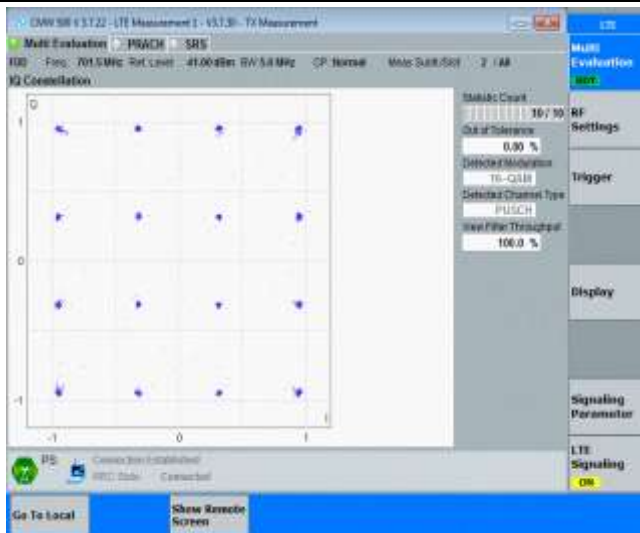 CMW 500 V 3.7.22 - LTE Measurement 1 - V3.7.30 - TX Measurement
LTE
Multi Evaluation PRACH SRS
Multi
Evaluation
RDY
Freq: 701.5 MHz Ref. Level: 41.00 dBm BW: 5.0 MHz CP: Normal Meas Subfr./Slot 2 / All
IQ Constellation
Q
Statistic Count
10 / 10
Out of Tolerance
0.00 %
Detected Modulation
16-QAM
Detected Channel Type
PUSCH
View Filter Throughput
100.0 %
RF
Settings
Trigger
Display
Signaling
Parameter
LTE
Signaling
ON
1
0
-1
I
-1 0 1
PS
Connection Established
RRC State Connected
Go To Local
Show Remote
Screen